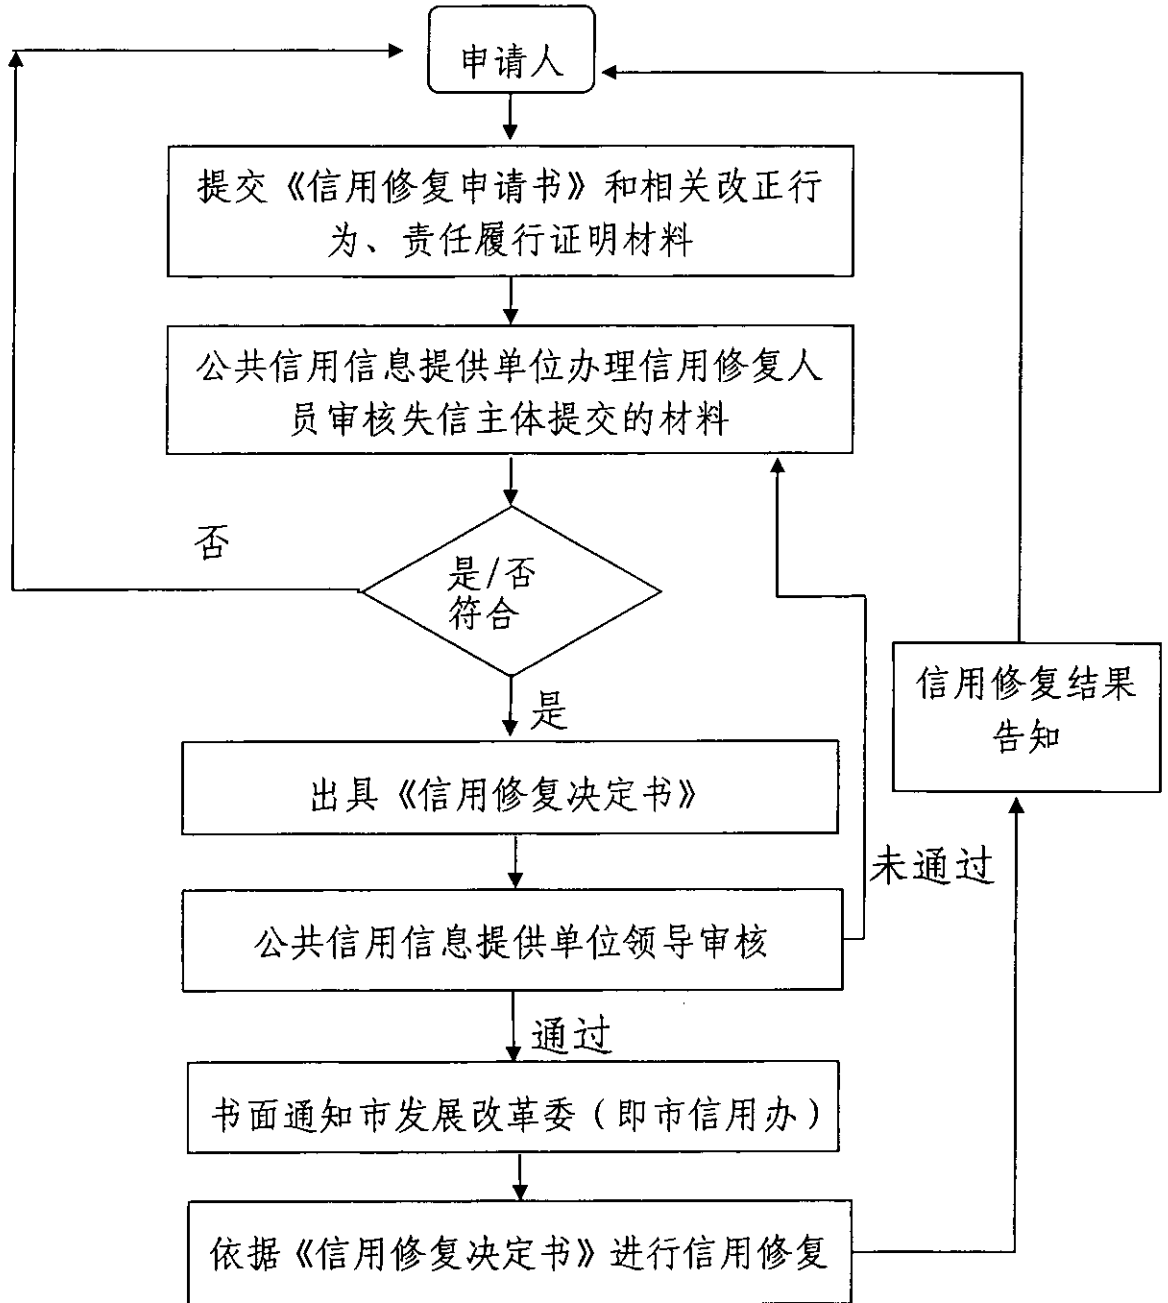 申请人
提交《信用修复申请书》和相关改正行
为、责任履行证明材料
公共信用信息提供单位办理信用修复人
员审核失信主体提交的材料
否
是/否
符合
是
信用修复结果
告知
出具《信用修复决定书》
未通过
公共信用信息提供单位领导审核
通过
书面通知市发展改革委（即市信用办）
依据《信用修复决定书》进行信用修复